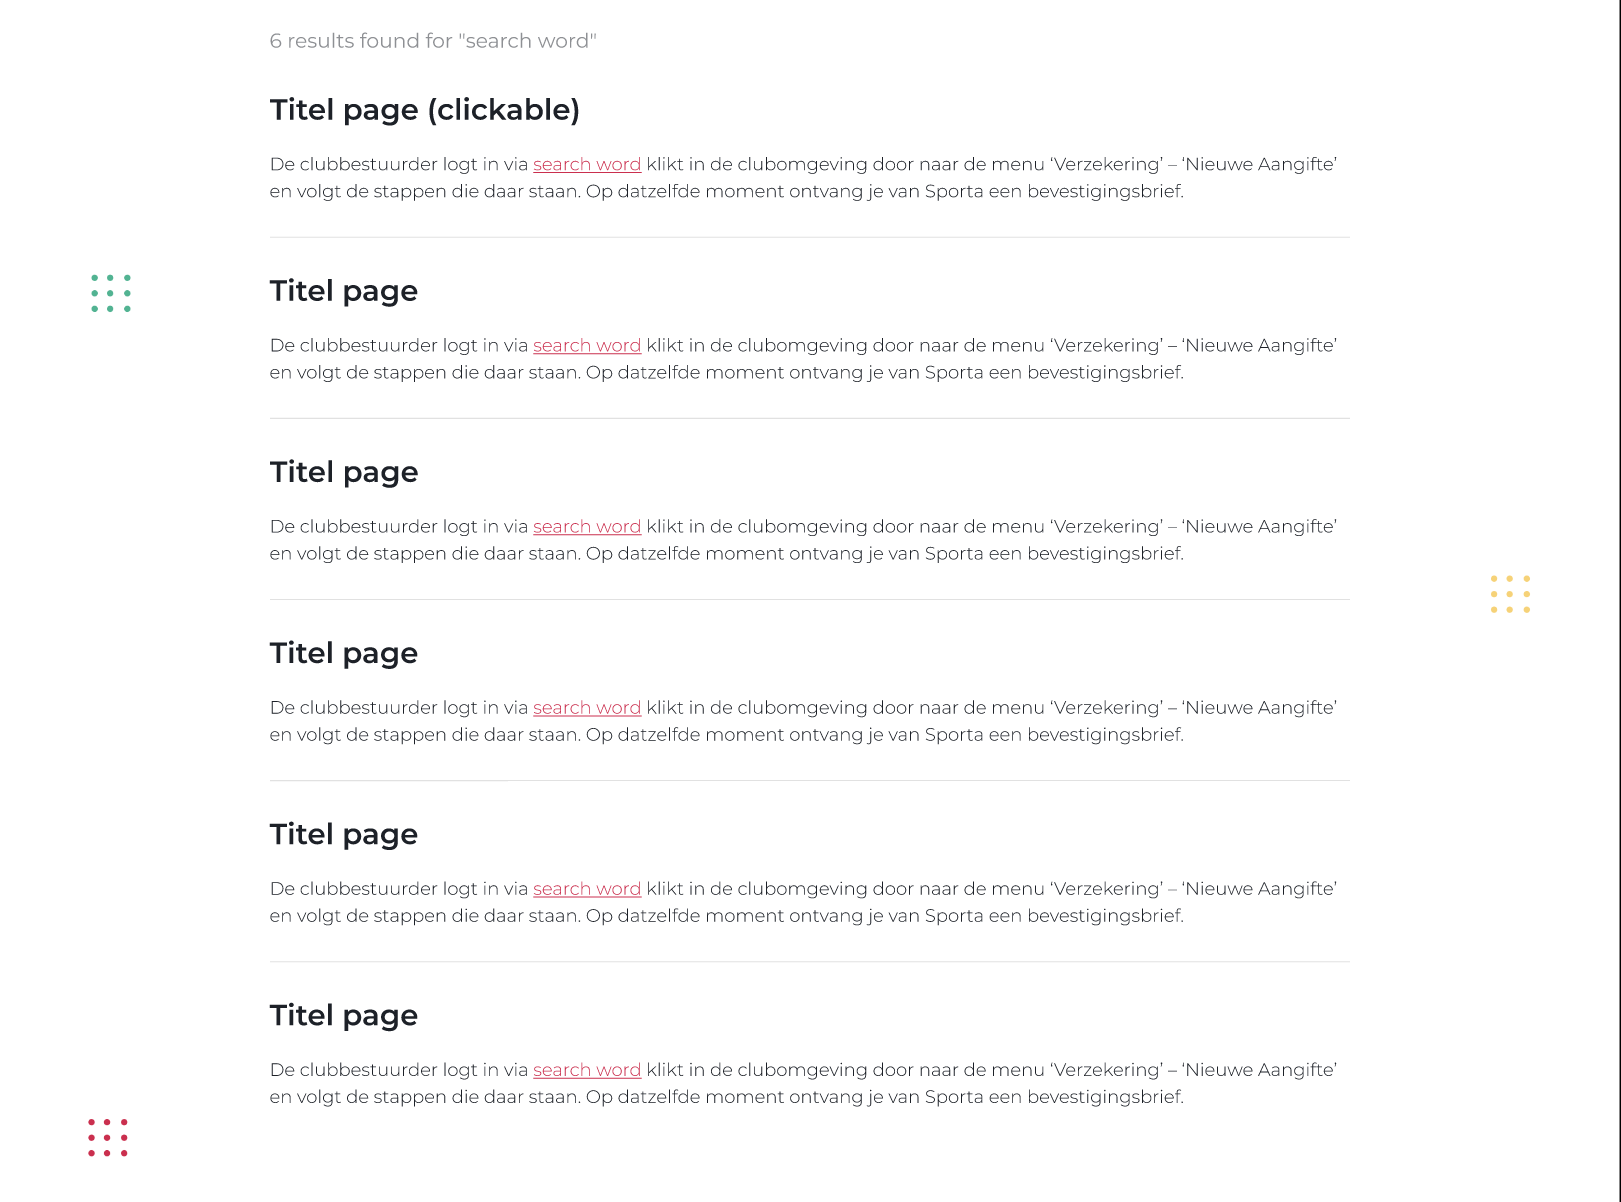 6 results found for "search word"
Titel page (clickable)
De clubbestuurder logt in via search word klikt in de clubomgeving door naar de menu ‘Verzekering’ – ‘Nieuwe Aangifte’
en volgt de stappen die daar staan. Op datzelfde moment ontvang je van Sporta een bevestigingsbrief.
Titel page
De clubbestuurder logt in via search word klikt in de clubomgeving door naar de menu ‘Verzekering’ – ‘Nieuwe Aangifte’
en volgt de stappen die daar staan. Op datzelfde moment ontvang je van Sporta een bevestigingsbrief.
Titel page
De clubbestuurder logt in via search word klikt in de clubomgeving door naar de menu ‘Verzekering’ – ‘Nieuwe Aangifte’
en volgt de stappen die daar staan. Op datzelfde moment ontvang je van Sporta een bevestigingsbrief.
Titel page
De clubbestuurder logt in via search word klikt in de clubomgeving door naar de menu ‘Verzekering’ – ‘Nieuwe Aangifte’
en volgt de stappen die daar staan. Op datzelfde moment ontvang je van Sporta een bevestigingsbrief.
Titel page
De clubbestuurder logt in via search word klikt in de clubomgeving door naar de menu ‘Verzekering’ – ‘Nieuwe Aangifte’
en volgt de stappen die daar staan. Op datzelfde moment ontvang je van Sporta een bevestigingsbrief.
Titel page
De clubbestuurder logt in via search word klikt in de clubomgeving door naar de menu ‘Verzekering’ – ‘Nieuwe Aangifte’
en volgt de stappen die daar staan. Op datzelfde moment ontvang je van Sporta een bevestigingsbrief.